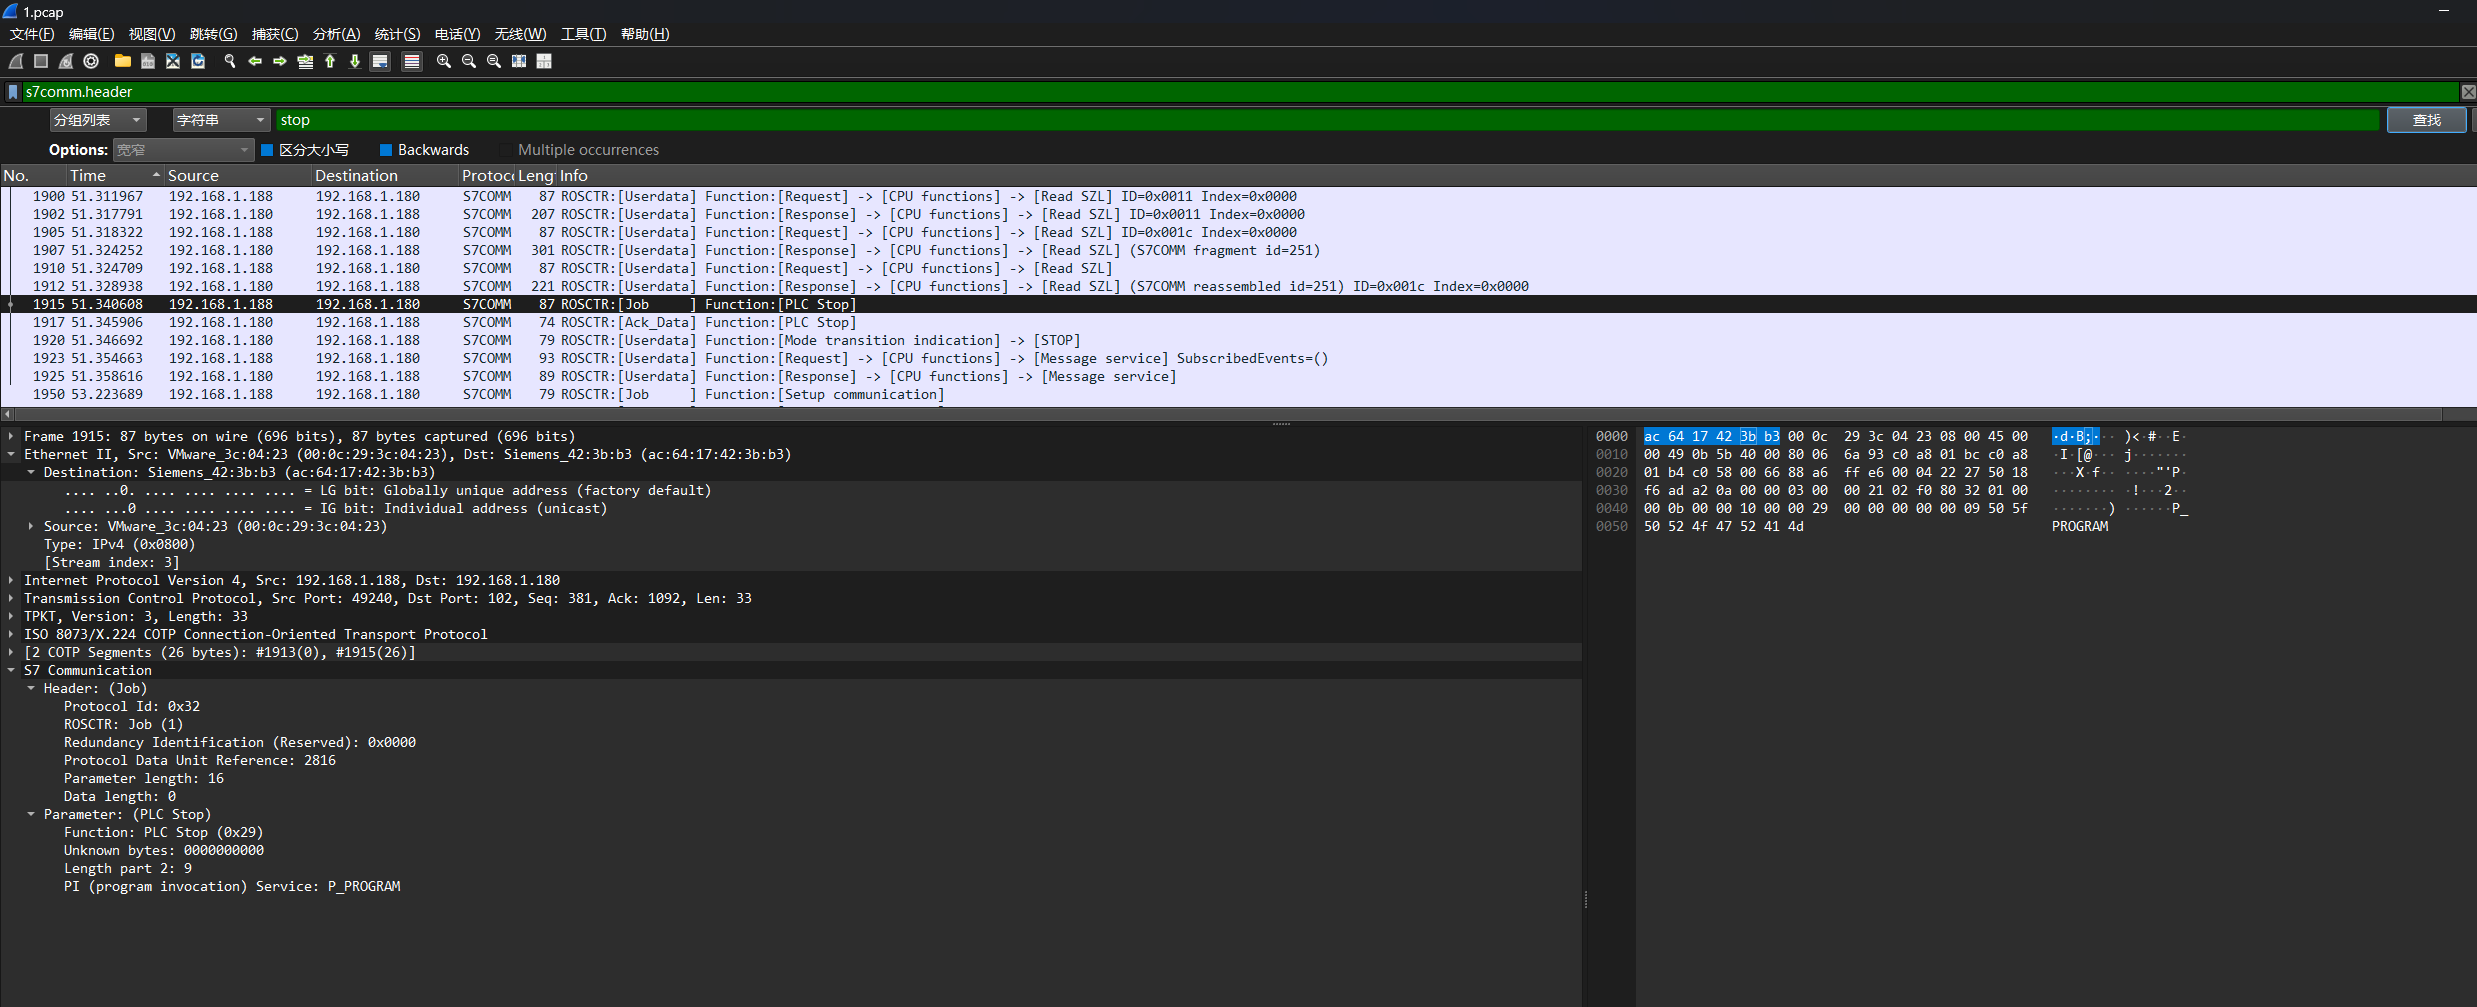 1.pcap
文件(F) 编辑(E) 视图(V) 跳转(G) 捕获(C) 分析(A) 统计(S) 电话(Y) 无线(W) 工具(T) 帮助(H)
s7comm.header
分组列表 字符串 stop 查找
Options: 宽窄 区分大小写 Backwards Multiple occurrences
No. Time Source Destination Protocc Leng Info
1900 51.311967 192.168.1.188 192.168.1.180 S7COMM 87 ROSCTR:[Userdata] Function:[Request] -> [CPU functions] -> [Read SZL] ID=0x0011 Index=0x0000
1902 51.317791 192.168.1.180 192.168.1.188 S7COMM 207 ROSCTR:[Userdata] Function:[Response] -> [CPU functions] -> [Read SZL] ID=0x0011 Index=0x0000
1905 51.318322 192.168.1.188 192.168.1.180 S7COMM 87 ROSCTR:[Userdata] Function:[Request] -> [CPU functions] -> [Read SZL] ID=0x001c Index=0x0000
1907 51.324252 192.168.1.180 192.168.1.188 S7COMM 301 ROSCTR:[Userdata] Function:[Response] -> [CPU functions] -> [Read SZL] (S7COMM fragment id=251)
1910 51.324709 192.168.1.188 192.168.1.180 S7COMM 87 ROSCTR:[Userdata] Function:[Request] -> [CPU functions] -> [Read SZL]
1912 51.328938 192.168.1.180 192.168.1.188 S7COMM 221 ROSCTR:[Userdata] Function:[Response] -> [CPU functions] -> [Read SZL] (S7COMM reassembled id=251) ID=0x001c Index=0x0000
1915 51.340608 192.168.1.188 192.168.1.180 S7COMM 87 ROSCTR:[Job ] Function:[PLC Stop]
1917 51.345906 192.168.1.180 192.168.1.188 S7COMM 74 ROSCTR:[Ack_Data] Function:[PLC Stop]
1920 51.346692 192.168.1.180 192.168.1.188 S7COMM 79 ROSCTR:[Userdata] Function:[Mode transition indication] -> [STOP]
1923 51.354663 192.168.1.188 192.168.1.180 S7COMM 93 ROSCTR:[Userdata] Function:[Request] -> [CPU functions] -> [Message service] SubscribedEvents=()
1925 51.358616 192.168.1.180 192.168.1.188 S7COMM 89 ROSCTR:[Userdata] Function:[Response] -> [CPU functions] -> [Message service]
1950 53.223689 192.168.1.188 192.168.1.180 S7COMM 79 ROSCTR:[Job ] Function:[Setup communication]
Frame 1915: 87 bytes on wire (696 bits), 87 bytes captured (696 bits)
Ethernet II, Src: VMware_3c:04:23 (00:0c:29:3c:04:23), Dst: Siemens_42:3b:b3 (ac:64:17:42:3b:b3)
Destination: Siemens_42:3b:b3 (ac:64:17:42:3b:b3)
.... ..0. .... .... .... .... = LG bit: Globally unique address (factory default)
.... ...0 .... .... .... .... = IG bit: Individual address (unicast)
Source: VMware_3c:04:23 (00:0c:29:3c:04:23)
Type: IPv4 (0x0800)
[Stream index: 3]
Internet Protocol Version 4, Src: 192.168.1.188, Dst: 192.168.1.180
Transmission Control Protocol, Src Port: 49240, Dst Port: 102, Seq: 381, Ack: 1092, Len: 33
TPKT, Version: 3, Length: 33
ISO 8073/X.224 COTP Connection-Oriented Transport Protocol
[2 COTP Segments (26 bytes): #1913(0), #1915(26)]
S7 Communication
Header: (Job)
Protocol Id: 0x32
ROSCTR: Job (1)
Redundancy Identification (Reserved): 0x0000
Protocol Data Unit Reference: 2816
Parameter length: 16
Data length: 0
Parameter: (PLC Stop)
Function: PLC Stop (0x29)
Unknown bytes: 0000000000
Length part 2: 9
PI (program invocation) Service: P_PROGRAM
0000 ac 64 17 42 3b b3 00 0c 29 3c 04 23 08 00 45 00 ·d·B;··· )<·#··E·
0010 00 49 0b 5b 40 00 80 06 6a 93 c0 a8 01 bc c0 a8 ·I·[@··· j·······
0020 01 b4 c0 58 00 66 88 a6 ff e6 00 04 22 27 50 18 ···X·f·· ····"'P·
0030 f6 ad a2 0a 00 00 03 00 00 21 02 f0 80 32 01 00 ········ ·!···2··
0040 00 0b 00 00 10 00 00 29 00 00 00 00 00 09 50 5f ·······) ······P_
0050 50 52 4f 47 52 41 4d PROGRAM